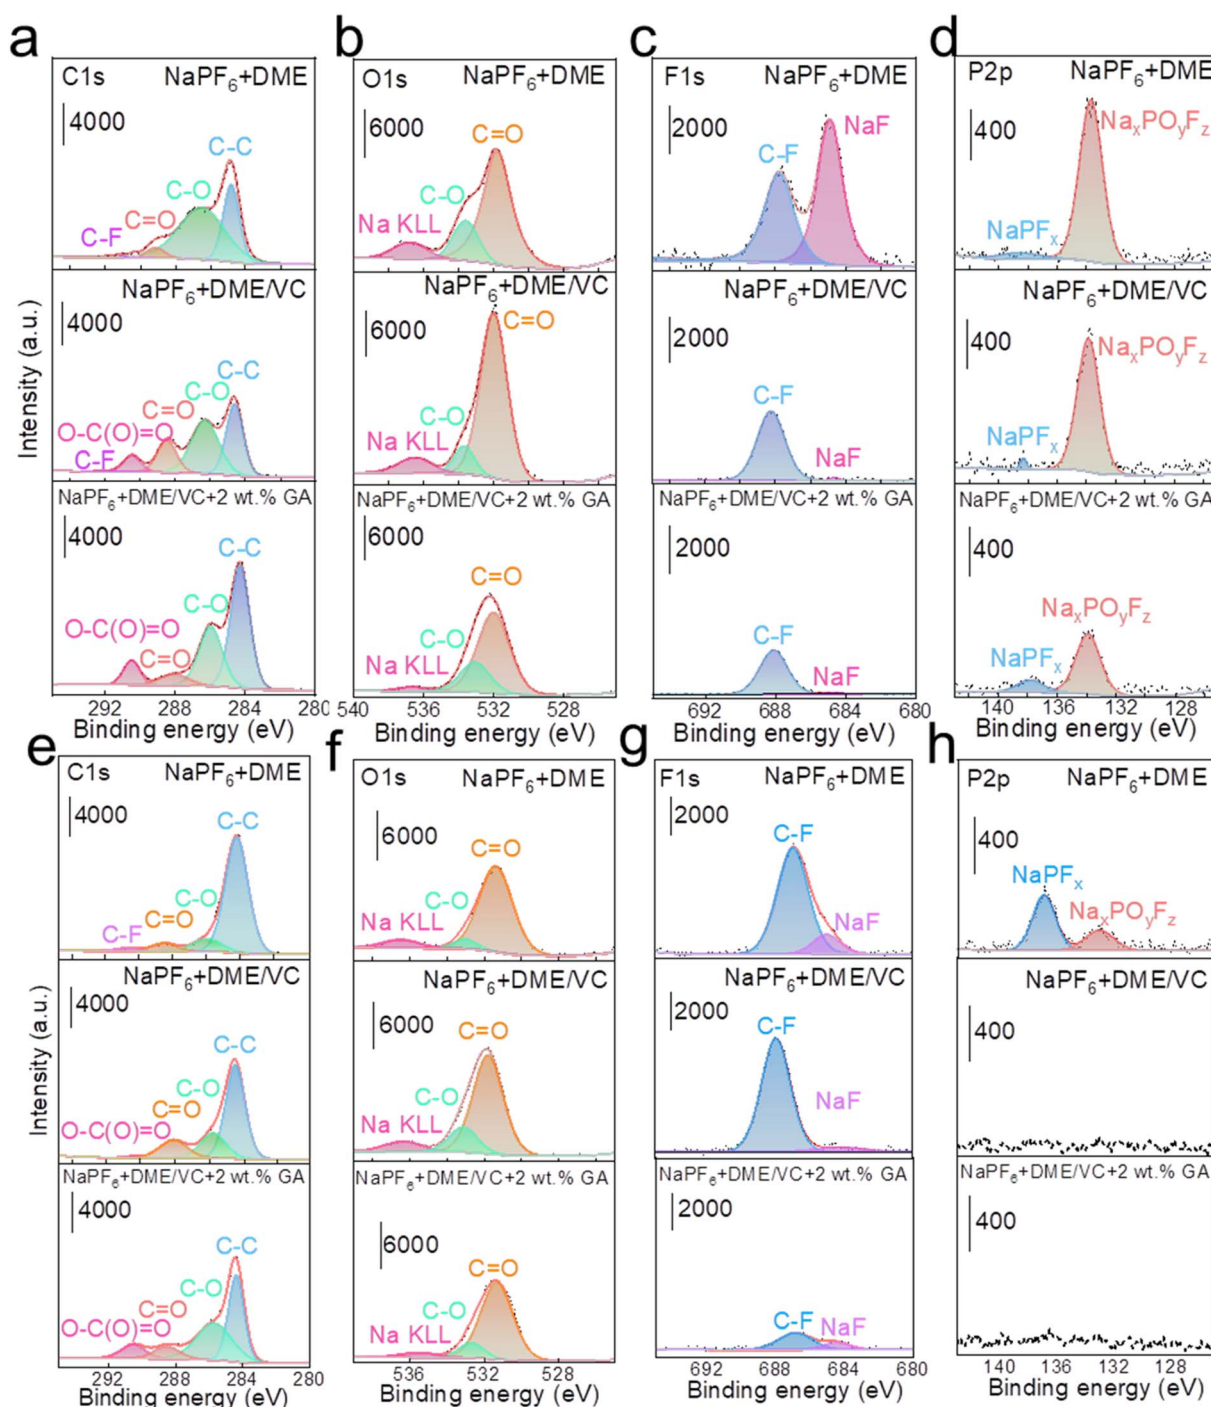 a
C1s NaPF₆+DME
4000
C-C
C-O
C=O
C-F
NaPF₆+DME/VC
4000
C-C
C-O
C=O
O-C(O)=O
C-F
NaPF₆+DME/VC+2 wt.% GA
4000
C-C
C-O
O-C(O)=O
C=O
292 288 284 280
Binding energy (eV)
Intensity (a.u.)
b
O1s NaPF₆+DME
6000
C=O
C-O
Na KLL
NaPF₆+DME/VC
6000
C=O
C-O
Na KLL
NaPF₆+DME/VC+2 wt.% GA
6000
C=O
C-O
Na KLL
540 536 532 528
Binding energy (eV)
c
F1s NaPF₆+DME
2000
NaF
C-F
NaPF₆+DME/VC
2000
C-F
NaF
NaPF₆+DME/VC+2 wt.% GA
2000
C-F
NaF
692 688 684 680
Binding energy (eV)
d
P2p NaPF₆+DME
400
NaₓPOᵧF_z
NaPFₓ
NaPF₆+DME/VC
400
NaₓPOᵧF_z
NaPFₓ
NaPF₆+DME/VC+2 wt.% GA
400
NaₓPOᵧF_z
NaPFₓ
140 136 132 128
Binding energy (eV)
e
C1s NaPF₆+DME
4000
C-C
C-O
C=O
C-F
NaPF₆+DME/VC
4000
C-C
C-O
C=O
O-C(O)=O
NaPF₆+DME/VC+2 wt.% GA
4000
C-C
C-O
C=O
O-C(O)=O
292 288 284 280
Binding energy (eV)
Intensity (a.u.)
f
O1s NaPF₆+DME
6000
C=O
C-O
Na KLL
NaPF₆+DME/VC
6000
C=O
C-O
Na KLL
NaPF₆+DME/VC+2 wt.% GA
6000
C=O
C-O
Na KLL
536 532 528
Binding energy (eV)
g
F1s NaPF₆+DME
2000
C-F
NaF
NaPF₆+DME/VC
2000
C-F
NaF
NaPF₆+DME/VC+2 wt.% GA
2000
C-F
NaF
692 688 684 680
Binding energy (eV)
h
P2p NaPF₆+DME
400
NaPFₓ
NaₓPOᵧF_z
NaPF₆+DME/VC
400
NaPF₆+DME/VC+2 wt.% GA
400
140 136 132 128
Binding energy (eV)